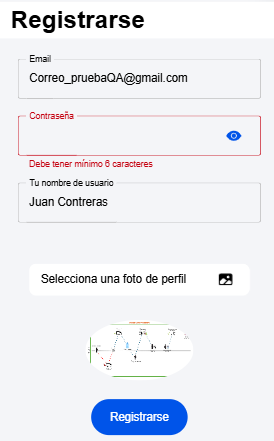 Registrarse
Email
Correo_pruebaQA@gmail.com
Contraseña
Debe tener mínimo 6 caracteres
Tu nombre de usuario
Juan Contreras
Selecciona una foto de perfil
Registrarse